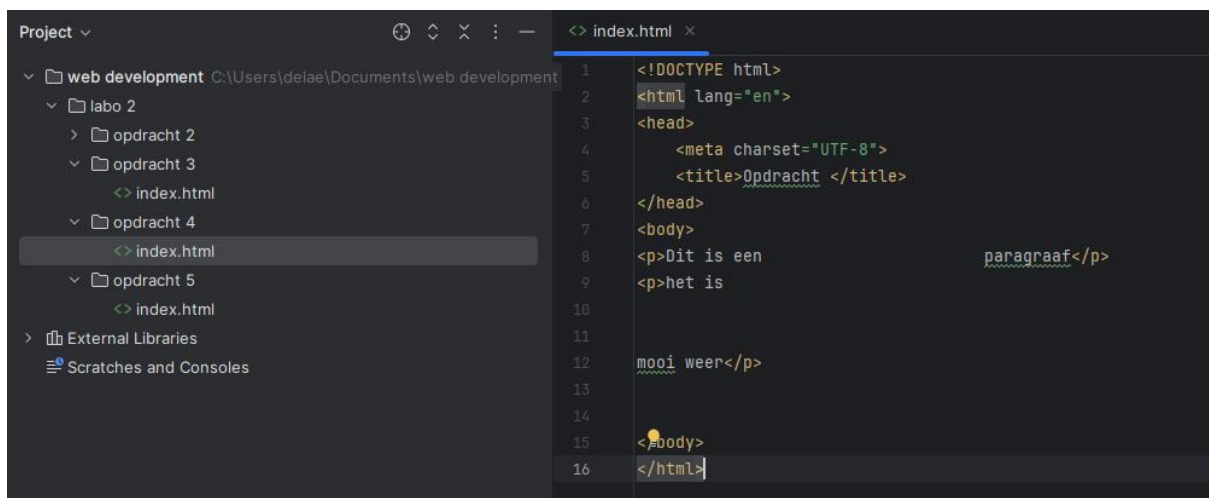 Project
web development C:\Users\delae\Documents\web development
labo 2
opdracht 2
opdracht 3
<> index.html
opdracht 4
<> index.html
opdracht 5
<> index.html
External Libraries
Scratches and Consoles
<> index.html ×
1 <!DOCTYPE html>
2 <html lang="en">
3 <head>
4     <meta charset="UTF-8">
5     <title>Opdracht </title>
6 </head>
7 <body>
8 <p>Dit is een                          paragraaf</p>
9 <p>het is
10
11
12 mooi weer</p>
13
14
15 </body>
16 </html>